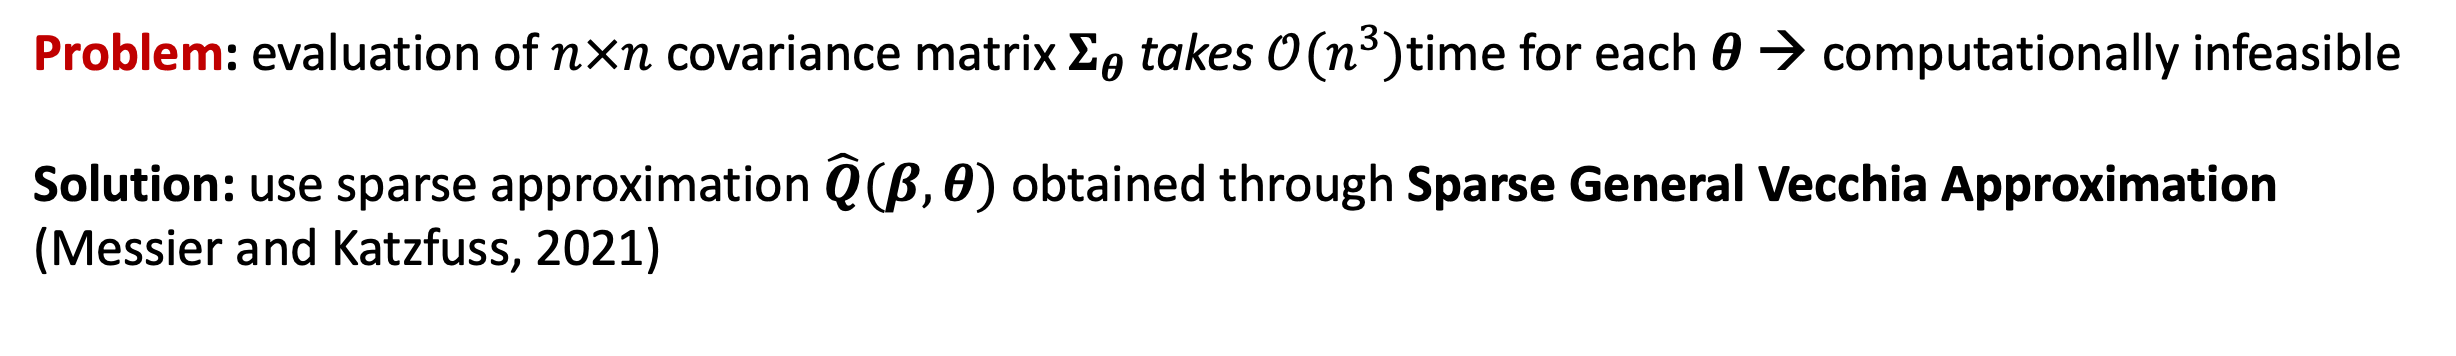 Problem: evaluation of 𝑛×𝑛 covariance matrix 𝚺𝜽 takes 𝒪(𝑛³)time for each 𝜽 → computationally infeasible
Solution: use sparse approximation 𝑸̂(𝜷, 𝜽) obtained through Sparse General Vecchia Approximation
(Messier and Katzfuss, 2021)